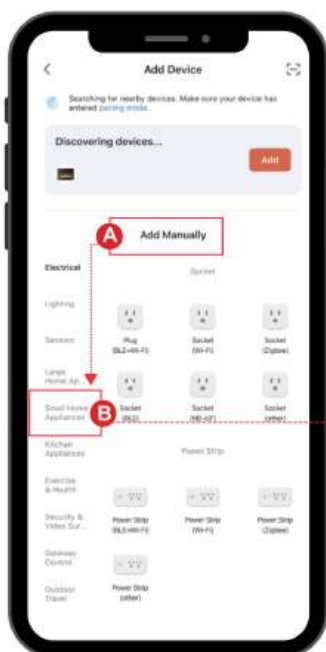 Add Device
Searching for nearby devices. Make sure your device has
entered pairing mode.
Discovering devices...
Add
A
Add Manually
Electrical
Socket
Lighting
Sensors
Plug
(BLE+Wi-Fi)
Socket
(Wi-Fi)
Socket
(Zigbee)
Large
Home Ap...
Small Home
Appliances
B
Socket
(BLE)
Socket
(NB-IoT)
Socket
(other)
Kitchen
Appliances
Power Strip
Exercise
& Health
Security &
Video Sur...
Power Strip
(BLE+Wi-Fi)
Power Strip
(Wi-Fi)
Power Strip
(Zigbee)
Gateway
Control
Outdoor
Travel
Power Strip
(other)